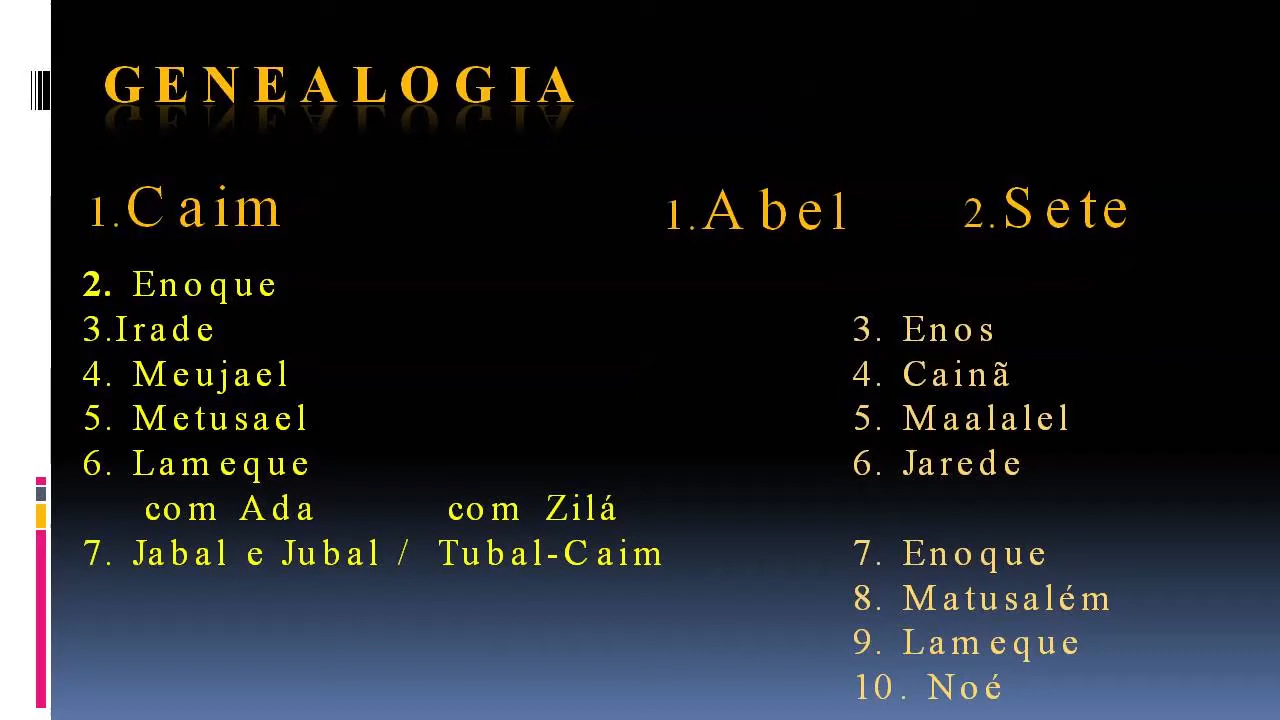 GENEALOGIA
1.Caim 1.Abel 2.Sete
2. Enoque
3.Irade 3. Enos
4. Meujael 4. Cainã
5. Metusael 5. Maalalel
6. Lameque 6. Jarede
com Ada com Zilá
7. Jabal e Jubal / Tubal-Caim 7. Enoque
8. Matusalém
9. Lameque
10. Noé